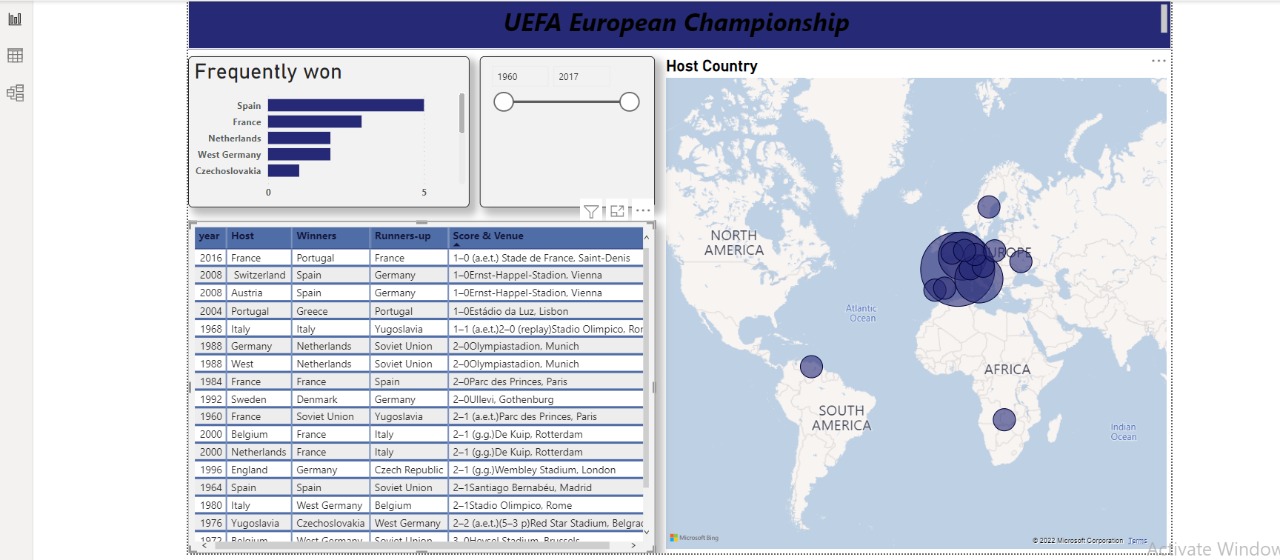 UEFA European Championship
Frequently won
Spain
France
Netherlands
West Germany
Czechoslovakia
0 5
1960 2017
Host Country
year Host Winners Runners-up Score & Venue
2016 France Portugal France 1–0 (a.e.t.) Stade de France, Saint-Denis
2008 Switzerland Spain Germany 1–0Ernst-Happel-Stadion, Vienna
2008 Austria Spain Germany 1–0Ernst-Happel-Stadion, Vienna
2004 Portugal Greece Portugal 1–0Estádio da Luz, Lisbon
1968 Italy Italy Yugoslavia 1–1 (a.e.t.)2–0 (replay)Stadio Olimpico, Ror
1988 Germany Netherlands Soviet Union 2–0Olympiastadion, Munich
1988 West Netherlands Soviet Union 2–0Olympiastadion, Munich
1984 France France Spain 2–0Parc des Princes, Paris
1992 Sweden Denmark Germany 2–0Ullevi, Gothenburg
1960 France Soviet Union Yugoslavia 2–1 (a.e.t.)Parc des Princes, Paris
2000 Belgium France Italy 2–1 (g.g.)De Kuip, Rotterdam
2000 Netherlands France Italy 2–1 (g.g.)De Kuip, Rotterdam
1996 England Germany Czech Republic 2–1 (g.g.)Wembley Stadium, London
1964 Spain Spain Soviet Union 2–1Santiago Bernabéu, Madrid
1980 Italy West Germany Belgium 2–1Stadio Olimpico, Rome
1976 Yugoslavia Czechoslovakia West Germany 2–2 (a.e.t.)(5–3 p)Red Star Stadium, Belgrac
1972 Belgium West Germany Soviet Union 3–0Heysel Stadium, Brussels
NORTH
AMERICA
EUROPE
Atlantic
Ocean
AFRICA
SOUTH
AMERICA
Indian
Ocean
Microsoft Bing
© 2022 Microsoft Corporation Terms
Activate Window